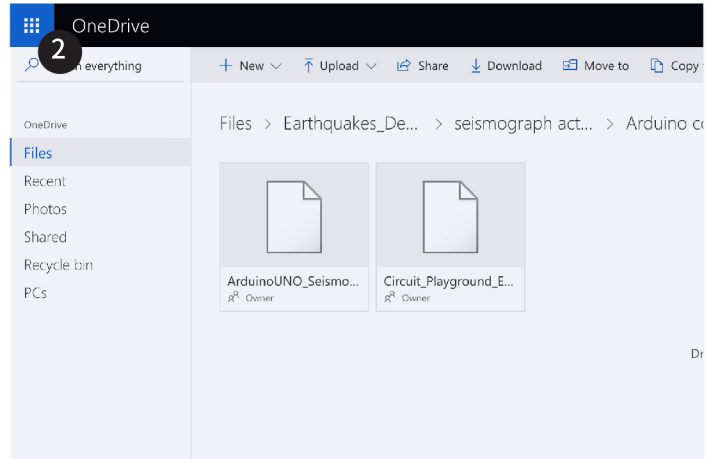 OneDrive
2
everything
New Upload Share Download Move to Copy
OneDrive
Files > Earthquakes_De... > seismograph act... > Arduino
Files
Recent
Photos
Shared
Recycle bin
PCs
ArduinoUNO_Seismo... Circuit_Playground_E...
Owner Owner